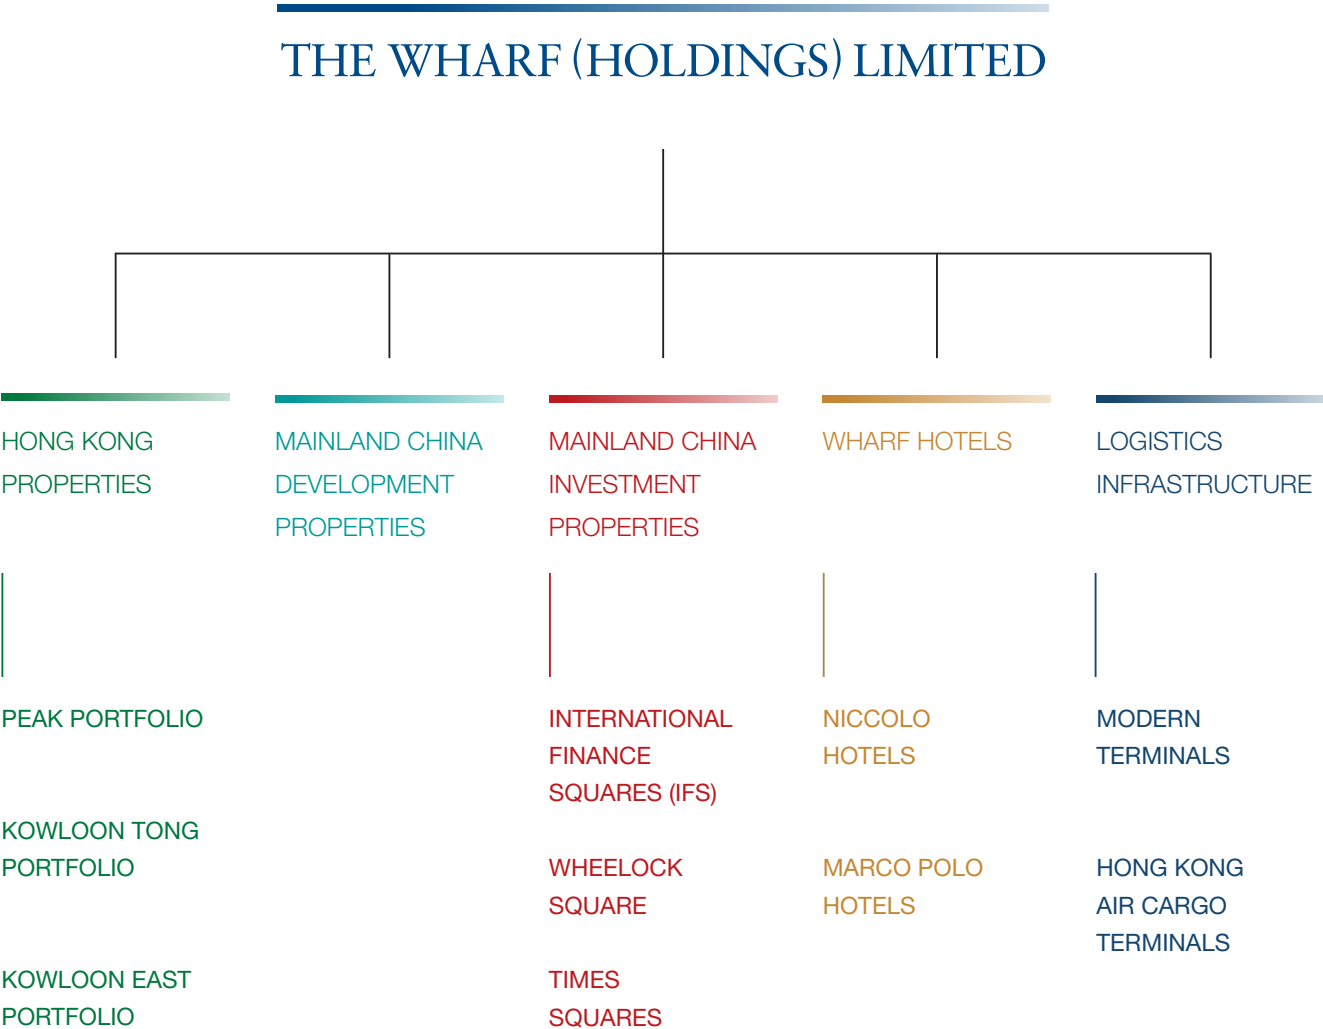 THE WHARF (HOLDINGS) LIMITED
HONG KONG
PROPERTIES
MAINLAND CHINA
DEVELOPMENT
PROPERTIES
MAINLAND CHINA
INVESTMENT
PROPERTIES
WHARF HOTELS
LOGISTICS
INFRASTRUCTURE
PEAK PORTFOLIO
KOWLOON TONG
PORTFOLIO
KOWLOON EAST
PORTFOLIO
INTERNATIONAL
FINANCE
SQUARES (IFS)
WHEELOCK
SQUARE
TIMES
SQUARES
NICCOLO
HOTELS
MARCO POLO
HOTELS
MODERN
TERMINALS
HONG KONG
AIR CARGO
TERMINALS